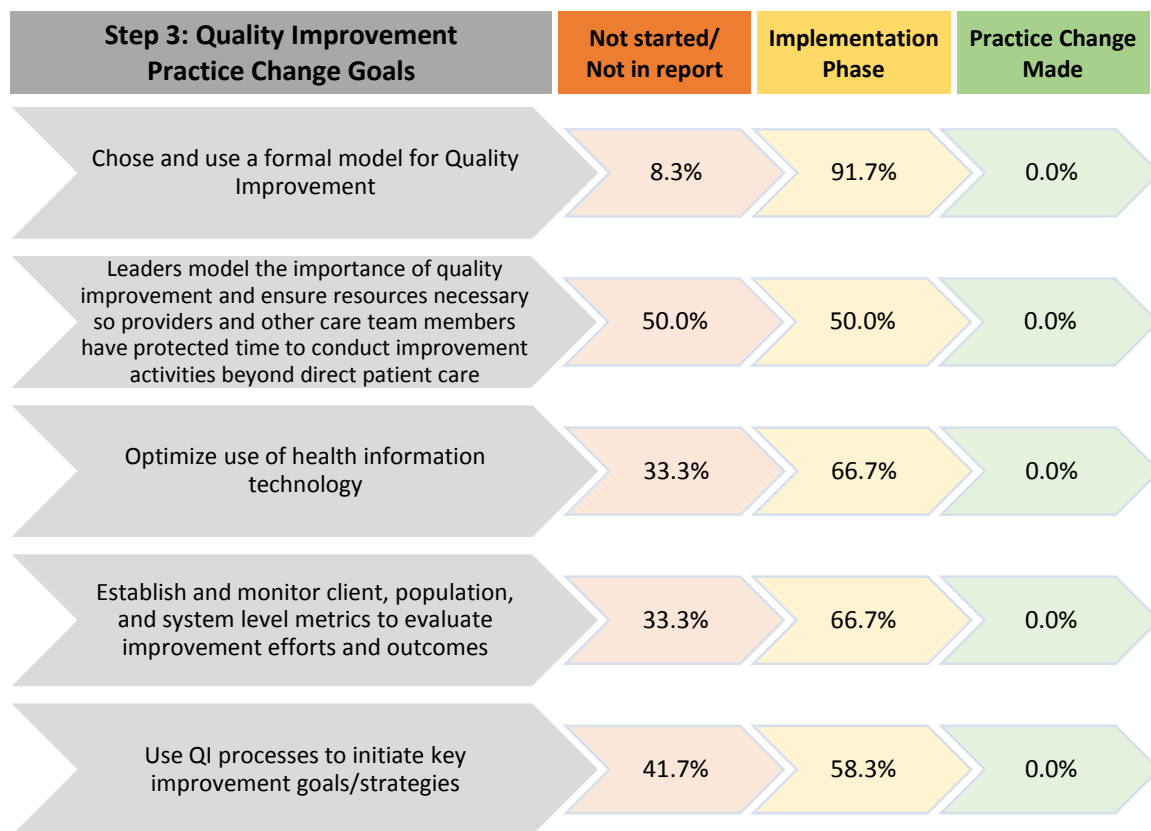 Step 3: Quality Improvement
Practice Change Goals
Not started/
Not in report
Implementation
Phase
Practice Change
Made
Chose and use a formal model for Quality
Improvement
8.3%
91.7%
0.0%
Leaders model the importance of quality
improvement and ensure resources necessary
so providers and other care team members
have protected time to conduct improvement
activities beyond direct patient care
50.0%
50.0%
0.0%
Optimize use of health information
technology
33.3%
66.7%
0.0%
Establish and monitor client, population,
and system level metrics to evaluate
improvement efforts and outcomes
33.3%
66.7%
0.0%
Use QI processes to initiate key
improvement goals/strategies
41.7%
58.3%
0.0%